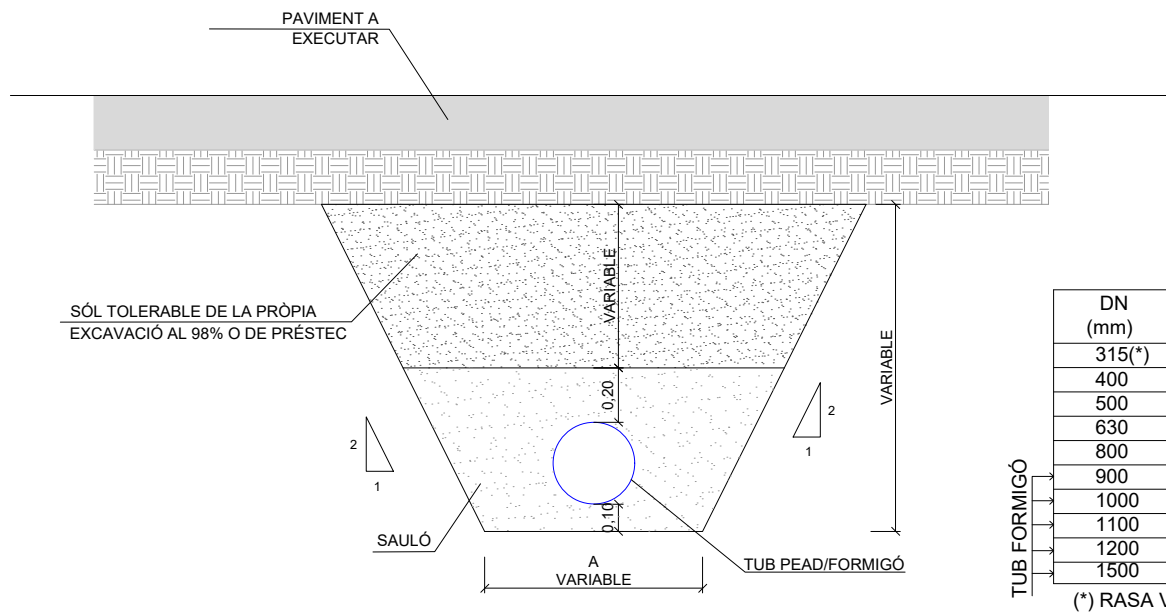 PAVIMENT A
EXECUTAR
SÓL TOLERABLE DE LA PRÒPIA
EXCAVACIÓ AL 98% O DE PRÉSTEC
VARIABLE
VARIABLE
0,20
0,10
2
1
2
1
SAULÓ
A
VARIABLE
TUB PEAD/FORMIGÓ
TUB FORMIGÓ
DN
(mm)
315(*)
400
500
630
800
900
1000
1100
1200
1500
(*) RASA V